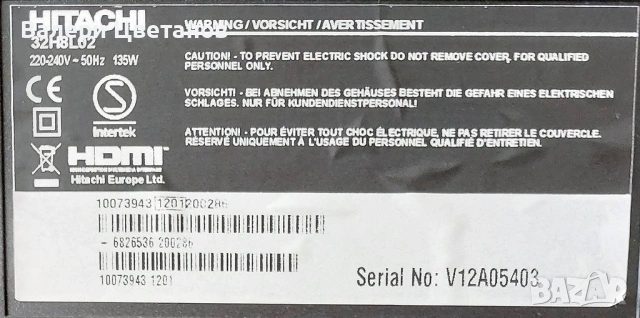 HITACHI
Валери Цветанов
32H8L02
220-240V ~ 50Hz 135W
Intertek
HDMI
Hitachi Europe Ltd.
WARNING / VORSICHT / AVERTISSEMENT
CAUTION! - TO PREVENT ELECTRIC SHOCK DO NOT REMOVE COVER. FOR QUALIFIED
PERSONNEL ONLY.
VORSICHT! - BEI ABNEHMEN DES GEHÄUSES BESTEHT DIE GEFAHR EINES ELEKTRISCHEN
SCHLAGES. NUR FÜR KUNDENDIENSTPERSONAL!
ATTENTION! - POUR ÉVITER TOUT CHOC ÉLECTRIQUE, NE PAS RETIRER LE COUVERCLE.
RÉSERVÉ UNIQUEMENT À L'USAGE DU PERSONNEL QUALIFIÉ D'ENTRETIEN.
10073943 1201200286
- 6826536 200286
10073943 1201
Serial No: V12A05403
BAZAR